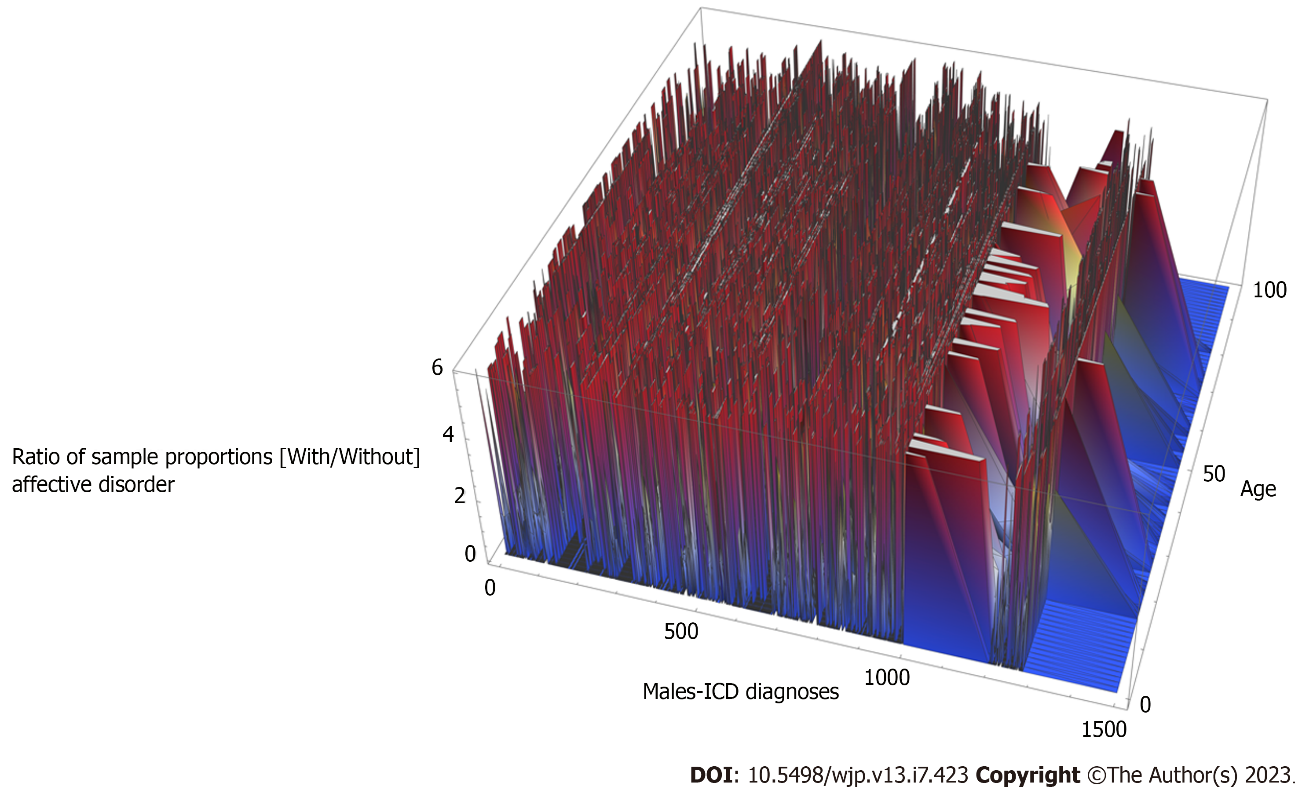 6
4
2
0
Ratio of sample proportions [With/Without]
affective disorder
0
500
1000
1500
Males-ICD diagnoses
100
50
0
Age
DOI: 10.5498/wjp.v13.i7.423 Copyright ©The Author(s) 2023.